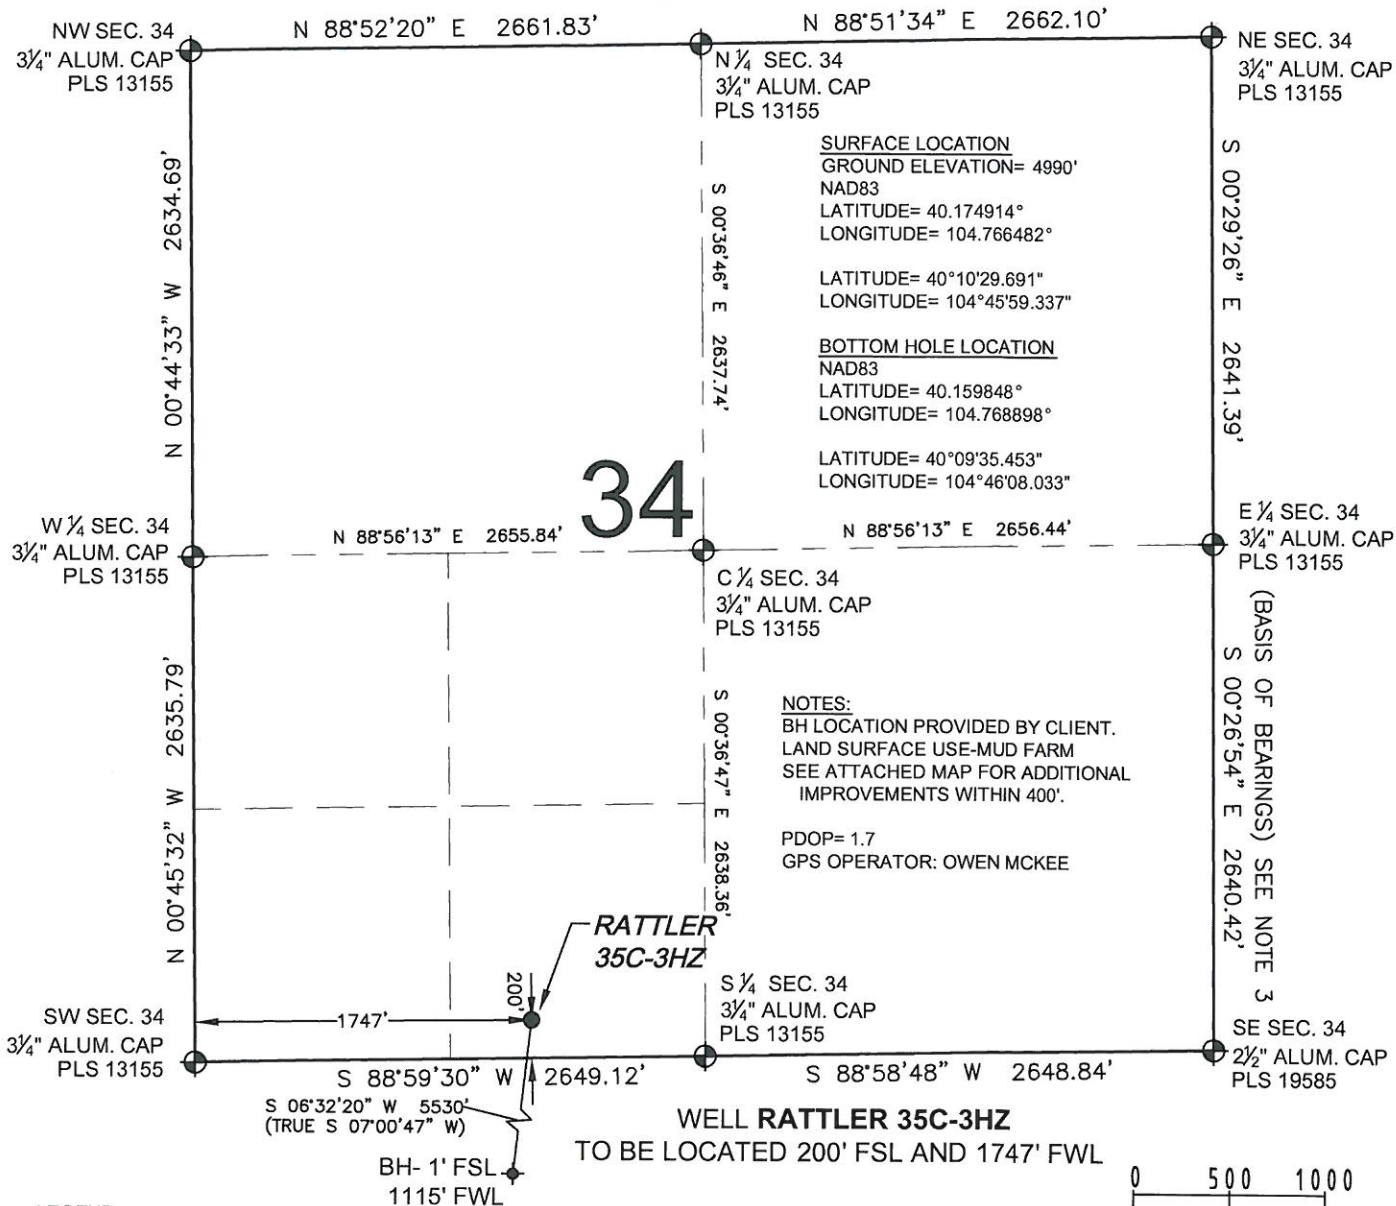 N 88°52'20" E 2661.83'
N 88°51'34" E 2662.10'
NW SEC. 34
3¼" ALUM. CAP
PLS 13155
N ¼ SEC. 34
3¼" ALUM. CAP
PLS 13155
NE SEC. 34
3¼" ALUM. CAP
PLS 13155
N 00°44'33" W 2634.69'
S 00°36'46" E 2637.74'
S 00°29'26" E 2641.39'
SURFACE LOCATION
GROUND ELEVATION= 4990'
NAD83
LATITUDE= 40.174914°
LONGITUDE= 104.766482°
LATITUDE= 40°10'29.691"
LONGITUDE= 104°45'59.337"
BOTTOM HOLE LOCATION
NAD83
LATITUDE= 40.159848°
LONGITUDE= 104.768898°
LATITUDE= 40°09'35.453"
LONGITUDE= 104°46'08.033"
34
W ¼ SEC. 34
3¼" ALUM. CAP
PLS 13155
N 88°56'13" E 2655.84'
N 88°56'13" E 2656.44'
E ¼ SEC. 34
3¼" ALUM. CAP
PLS 13155
C ¼ SEC. 34
3¼" ALUM. CAP
PLS 13155
N 00°45'32" W 2635.79'
S 00°36'47" E 2638.36'
S 00°26'54" E 2640.42'
(BASIS OF BEARINGS) SEE NOTE 3
NOTES:
BH LOCATION PROVIDED BY CLIENT.
LAND SURFACE USE-MUD FARM
SEE ATTACHED MAP FOR ADDITIONAL
IMPROVEMENTS WITHIN 400'.
PDOP= 1.7
GPS OPERATOR: OWEN MCKEE
RATTLER
35C-3HZ
200'
1747'
SW SEC. 34
3¼" ALUM. CAP
PLS 13155
S ¼ SEC. 34
3¼" ALUM. CAP
PLS 13155
SE SEC. 34
2½" ALUM. CAP
PLS 19585
S 88°59'30" W 2649.12'
S 88°58'48" W 2648.84'
S 06°32'20" W 5530'
(TRUE S 07°00'47" W)
BH- 1' FSL
1115' FWL
WELL RATTLER 35C-3HZ
TO BE LOCATED 200' FSL AND 1747' FWL
0 500 1000